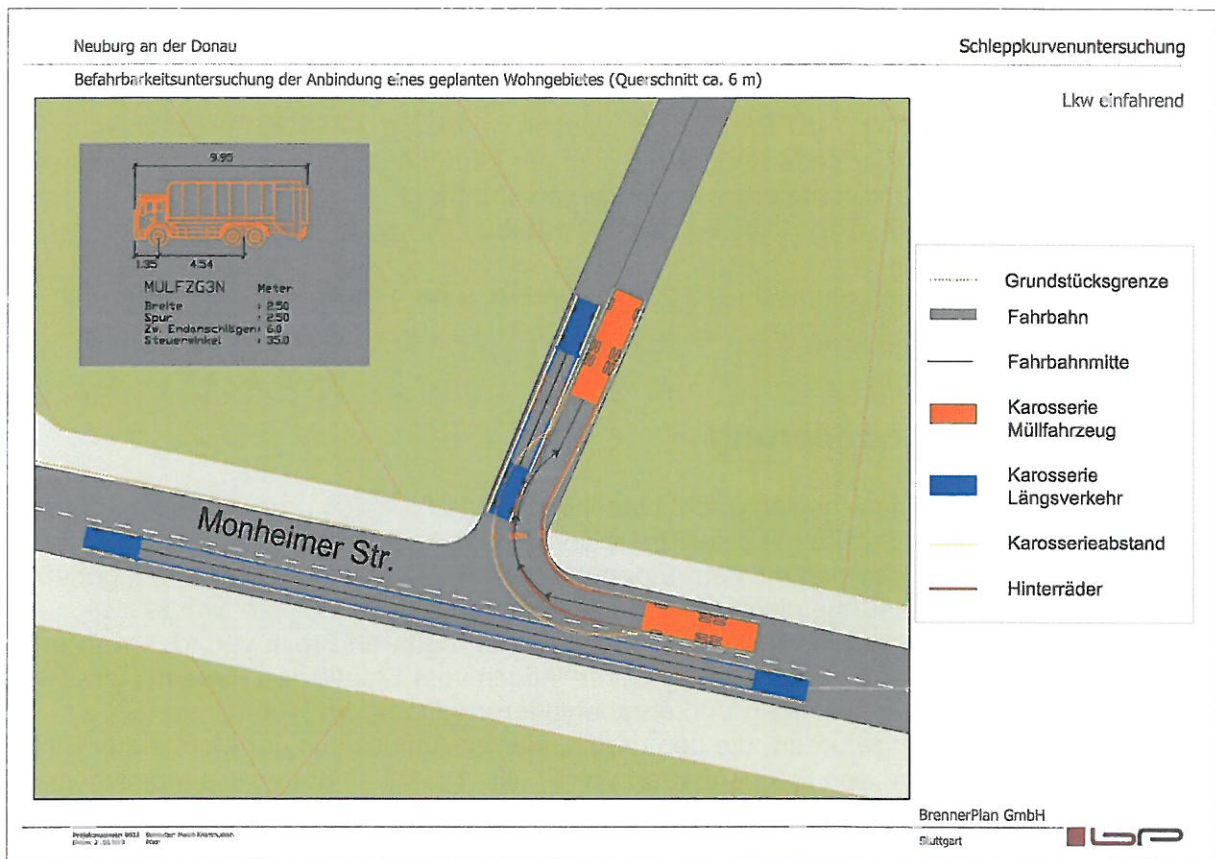 Neuburg an der Donau
Schleppkurvenuntersuchung
Befahrbarkeitsuntersuchung der Anbindung eines geplanten Wohngebietes (Querschnitt ca. 6 m)
Lkw einfahrend
9.95
1.35 4.54
MULFZG3N Meter
Breite : 2.50
Spur : 2.50
Zw. Endanschlägen: 6.0
Steuerwinkel : 35.0
Monheimer Str.
Grundstücksgrenze
Fahrbahn
Fahrbahnmitte
Karosserie
Müllfahrzeug
Karosserie
Längsverkehr
Karosserieabstand
Hinterräder
BrennerPlan GmbH
Stuttgart
bp